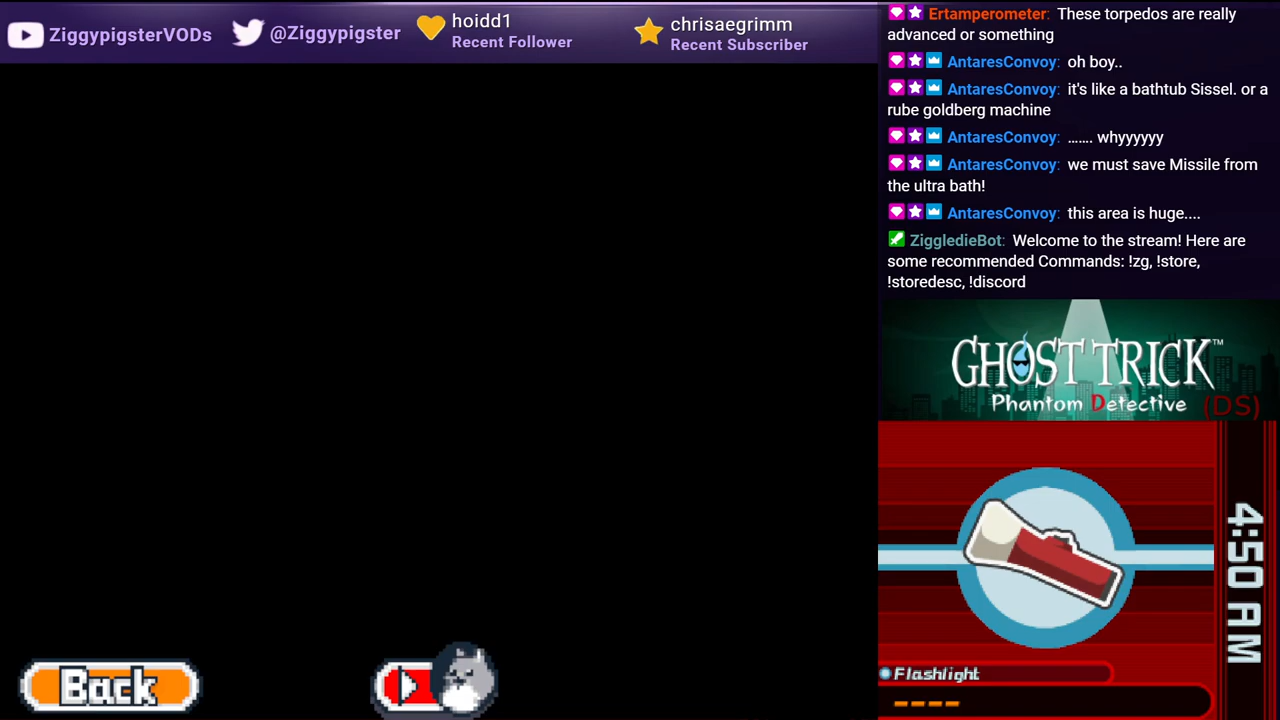 ZiggypigsterVODs
@Ziggypigster
hoidd1
Recent Follower
chrisaegrimm
Recent Subscriber
Ertamperometer: These torpedos are really
advanced or something
AntaresConvoy: oh boy..
AntaresConvoy: it's like a bathtub Sissel. or a
rube goldberg machine
AntaresConvoy: ....... whyyyyyy
AntaresConvoy: we must save Missile from
the ultra bath!
AntaresConvoy: this area is huge....
ZiggledieBot: Welcome to the stream! Here are
some recommended Commands: !zg, !store,
!storedesc, !discord
GHOST TRICK™
Phantom Detective (DS)
4:50 AM
Flashlight
----
Back